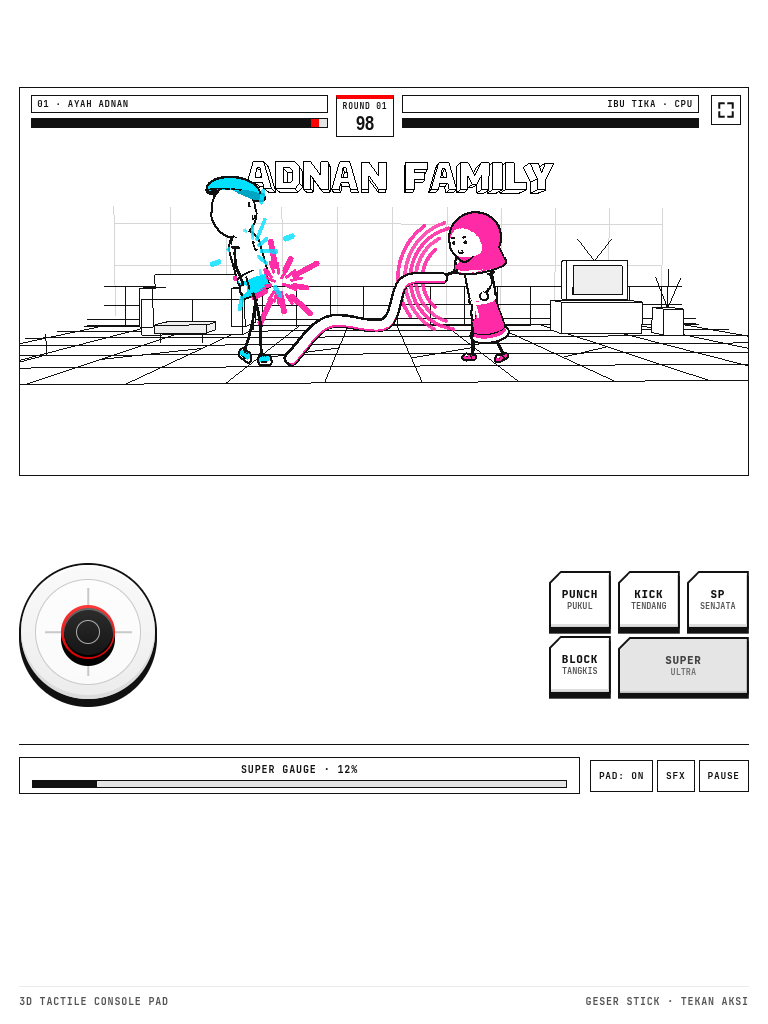 01 · AYAH ADNAN
ROUND 01
98
IBU TIKA · CPU
ADNAN FAMILY
PUNCH
PUKUL
KICK
TENDANG
SP
SENJATA
BLOCK
TANGKIS
SUPER
ULTRA
SUPER GAUGE · 12%
PAD: ON
SFX
PAUSE
3D TACTILE CONSOLE PAD
GESER STICK · TEKAN AKSI